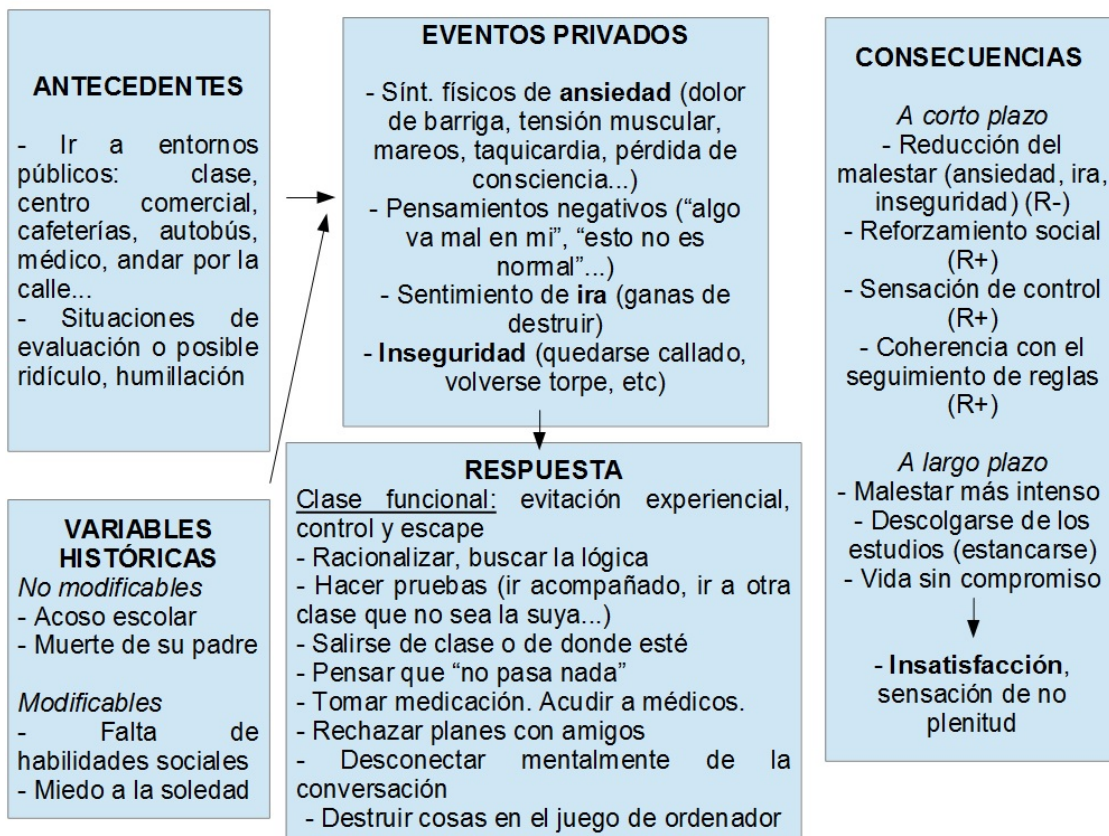 ANTECEDENTES
- Ir a entornos
públicos: clase,
centro comercial,
cafeterías, autobús,
médico, andar por la
calle...
- Situaciones de
evaluación o posible
ridículo, humillación
VARIABLES
HISTÓRICAS
No modificables
- Acoso escolar
- Muerte de su padre
Modificables
- Falta de
habilidades sociales
- Miedo a la soledad
EVENTOS PRIVADOS
- Sínt. físicos de ansiedad (dolor
de barriga, tensión muscular,
mareos, taquicardia, pérdida de
consciencia...)
- Pensamientos negativos (“algo
va mal en mi”, “esto no es
normal”...)
- Sentimiento de ira (ganas de
destruir)
- Inseguridad (quedarse callado,
volverse torpe, etc)
RESPUESTA
Clase funcional: evitación experiencial,
control y escape
- Racionalizar, buscar la lógica
- Hacer pruebas (ir acompañado, ir a otra
clase que no sea la suya...)
- Salirse de clase o de donde esté
- Pensar que “no pasa nada”
- Tomar medicación. Acudir a médicos.
- Rechazar planes con amigos
- Desconectar mentalmente de la
conversación
- Destruir cosas en el juego de ordenador
CONSECUENCIAS
A corto plazo
- Reducción del
malestar (ansiedad, ira,
inseguridad) (R-)
- Reforzamiento social
(R+)
- Sensación de control
(R+)
- Coherencia con el
seguimiento de reglas
(R+)
A largo plazo
- Malestar más intenso
- Descolgarse de los
estudios (estancarse)
- Vida sin compromiso
- Insatisfacción,
sensación de no
plenitud